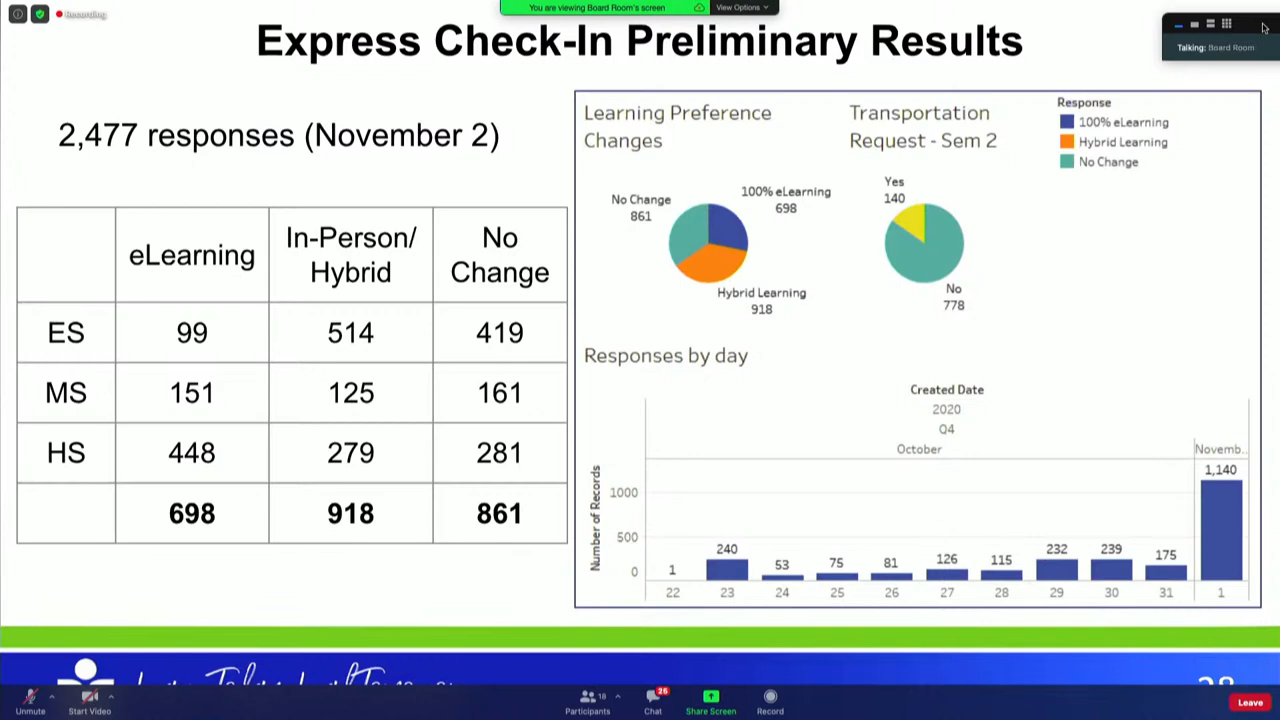 Recording
You are viewing Board Room's screen
View Options
Talking: Board Room
Express Check-In Preliminary Results
2,477 responses (November 2)
eLearning
In-Person/
Hybrid
No
Change
ES 99 514 419
MS 151 125 161
HS 448 279 281
698 918 861
Learning Preference
Changes
No Change
861
100% eLearning
698
Hybrid Learning
918
Transportation
Request - Sem 2
Yes
140
No
778
Response
100% eLearning
Hybrid Learning
No Change
Responses by day
Created Date
2020
Q4
October
Novemb..
Number of Records
1000
500
0
1 240 53 75 81 126 115 232 239 175 1,140
22 23 24 25 26 27 28 29 30 31 1
Unmute
Start Video
18
Participants
26
Chat
Share Screen
Record
Leave